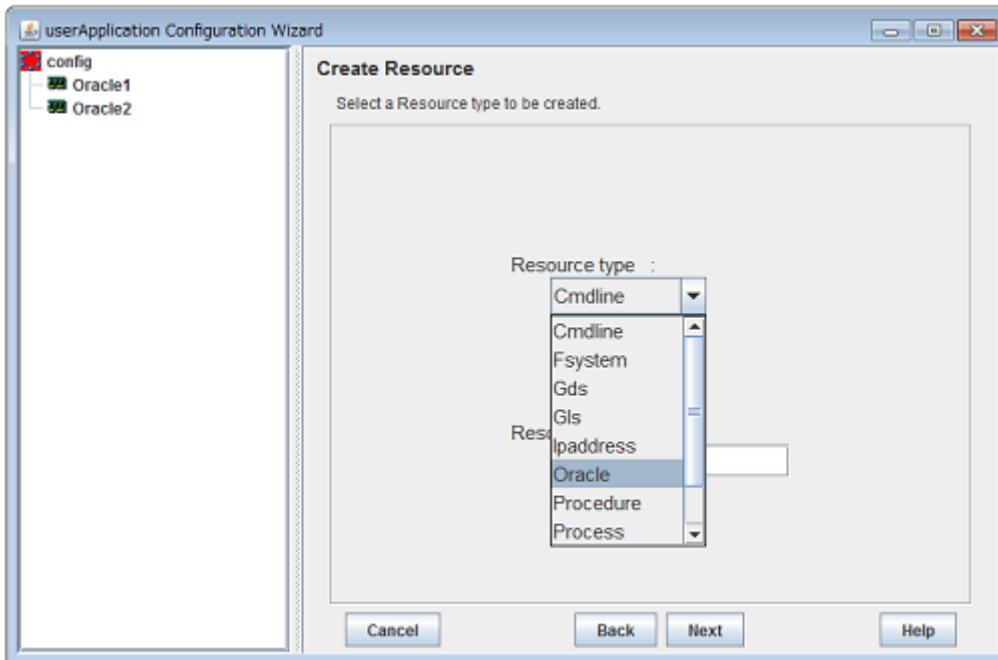 userApplication Configuration Wizard
config
Oracle1
Oracle2
Create Resource
Select a Resource type to be created.
Resource type :
Cmdline
Cmdline
Fsystem
Gds
Gls
Ipaddress
Oracle
Procedure
Process
Cancel
Back
Next
Help